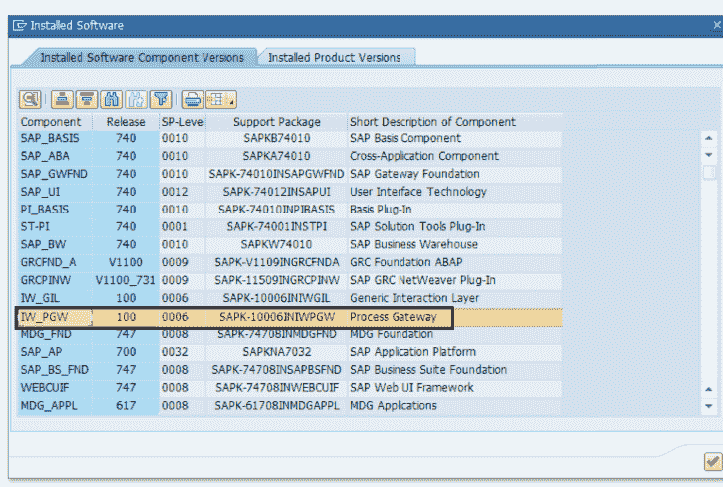 Installed Software
Installed Software Component Versions Installed Product Versions
Component Release SP-Leve Support Package Short Description of Component
SAP_BASIS 740 0010 SAPKB74010 SAP Basis Component
SAP_ABA 740 0010 SAPKA74010 Cross-Application Component
SAP_GWFND 740 0010 SAPK-74010INSAPGWFND SAP Gateway Foundation
SAP_UI 740 0012 SAPK-74012INSAPUI User Interface Technology
PI_BASIS 740 0010 SAPK-74010INPIBASIS Basis Plug-In
ST-PI 740 0001 SAPK-74001INSTPI SAP Solution Tools Plug-In
SAP_BW 740 0010 SAPKW74010 SAP Business Warehouse
GRCFND_A V1100 0009 SAPK-V1109INGRCFNDA GRC Foundation ABAP
GRCPINW V1100_731 0009 SAPK-11509INGRCPINW SAP GRC NetWeaver Plug-In
IW_GIL 100 0006 SAPK-10006INIWGIL Generic Interaction Layer
IW_PGW 100 0006 SAPK-10006INIWPGW Process Gateway
MDG_FND 747 0008 SAPK-74708INMDGFND MDG Foundation
SAP_AP 700 0032 SAPKNA7032 SAP Application Platform
SAP_BS_FND 747 0008 SAPK-74708INSAPBSFND SAP Business Suite Foundation
WEBCUIF 747 0008 SAPK-74708INWEBCUIF SAP Web UI Framework
MDG_APPL 617 0008 SAPK-61708INMDGAPPL MDG Applications